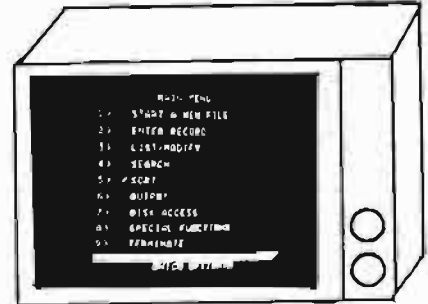 MAIN MENU
1) START A NEW FILE
2) ENTER RECORD
3) LIST/MODIFY
4) SEARCH
5) SORT
6) OUTPUT
7) DISK ACCESS
8) SPECIAL FUNCTIONS
9) TERMINATE